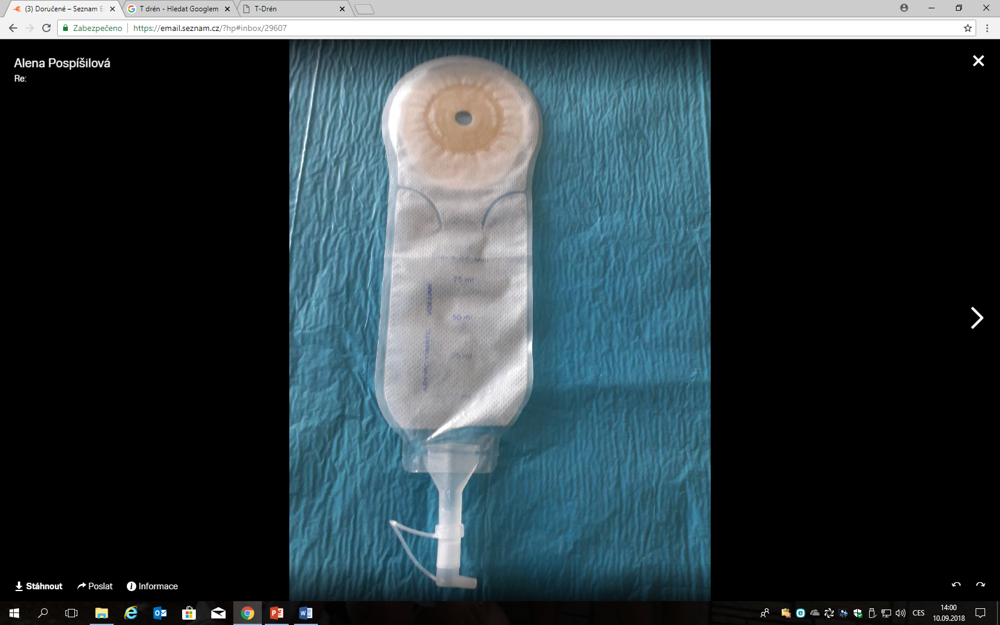 (3) Doručené – Seznam E
T drén - Hledat Googlem
T-Drén
Zabezpečeno
https://email.seznam.cz/?hp#inbox/29607
Alena Pospíšilová
Re:
75 ml
50 ml
ml
APPROXIMATE VOLUME
Stáhnout
Poslat
Informace
CES
14:00
10.09.2018